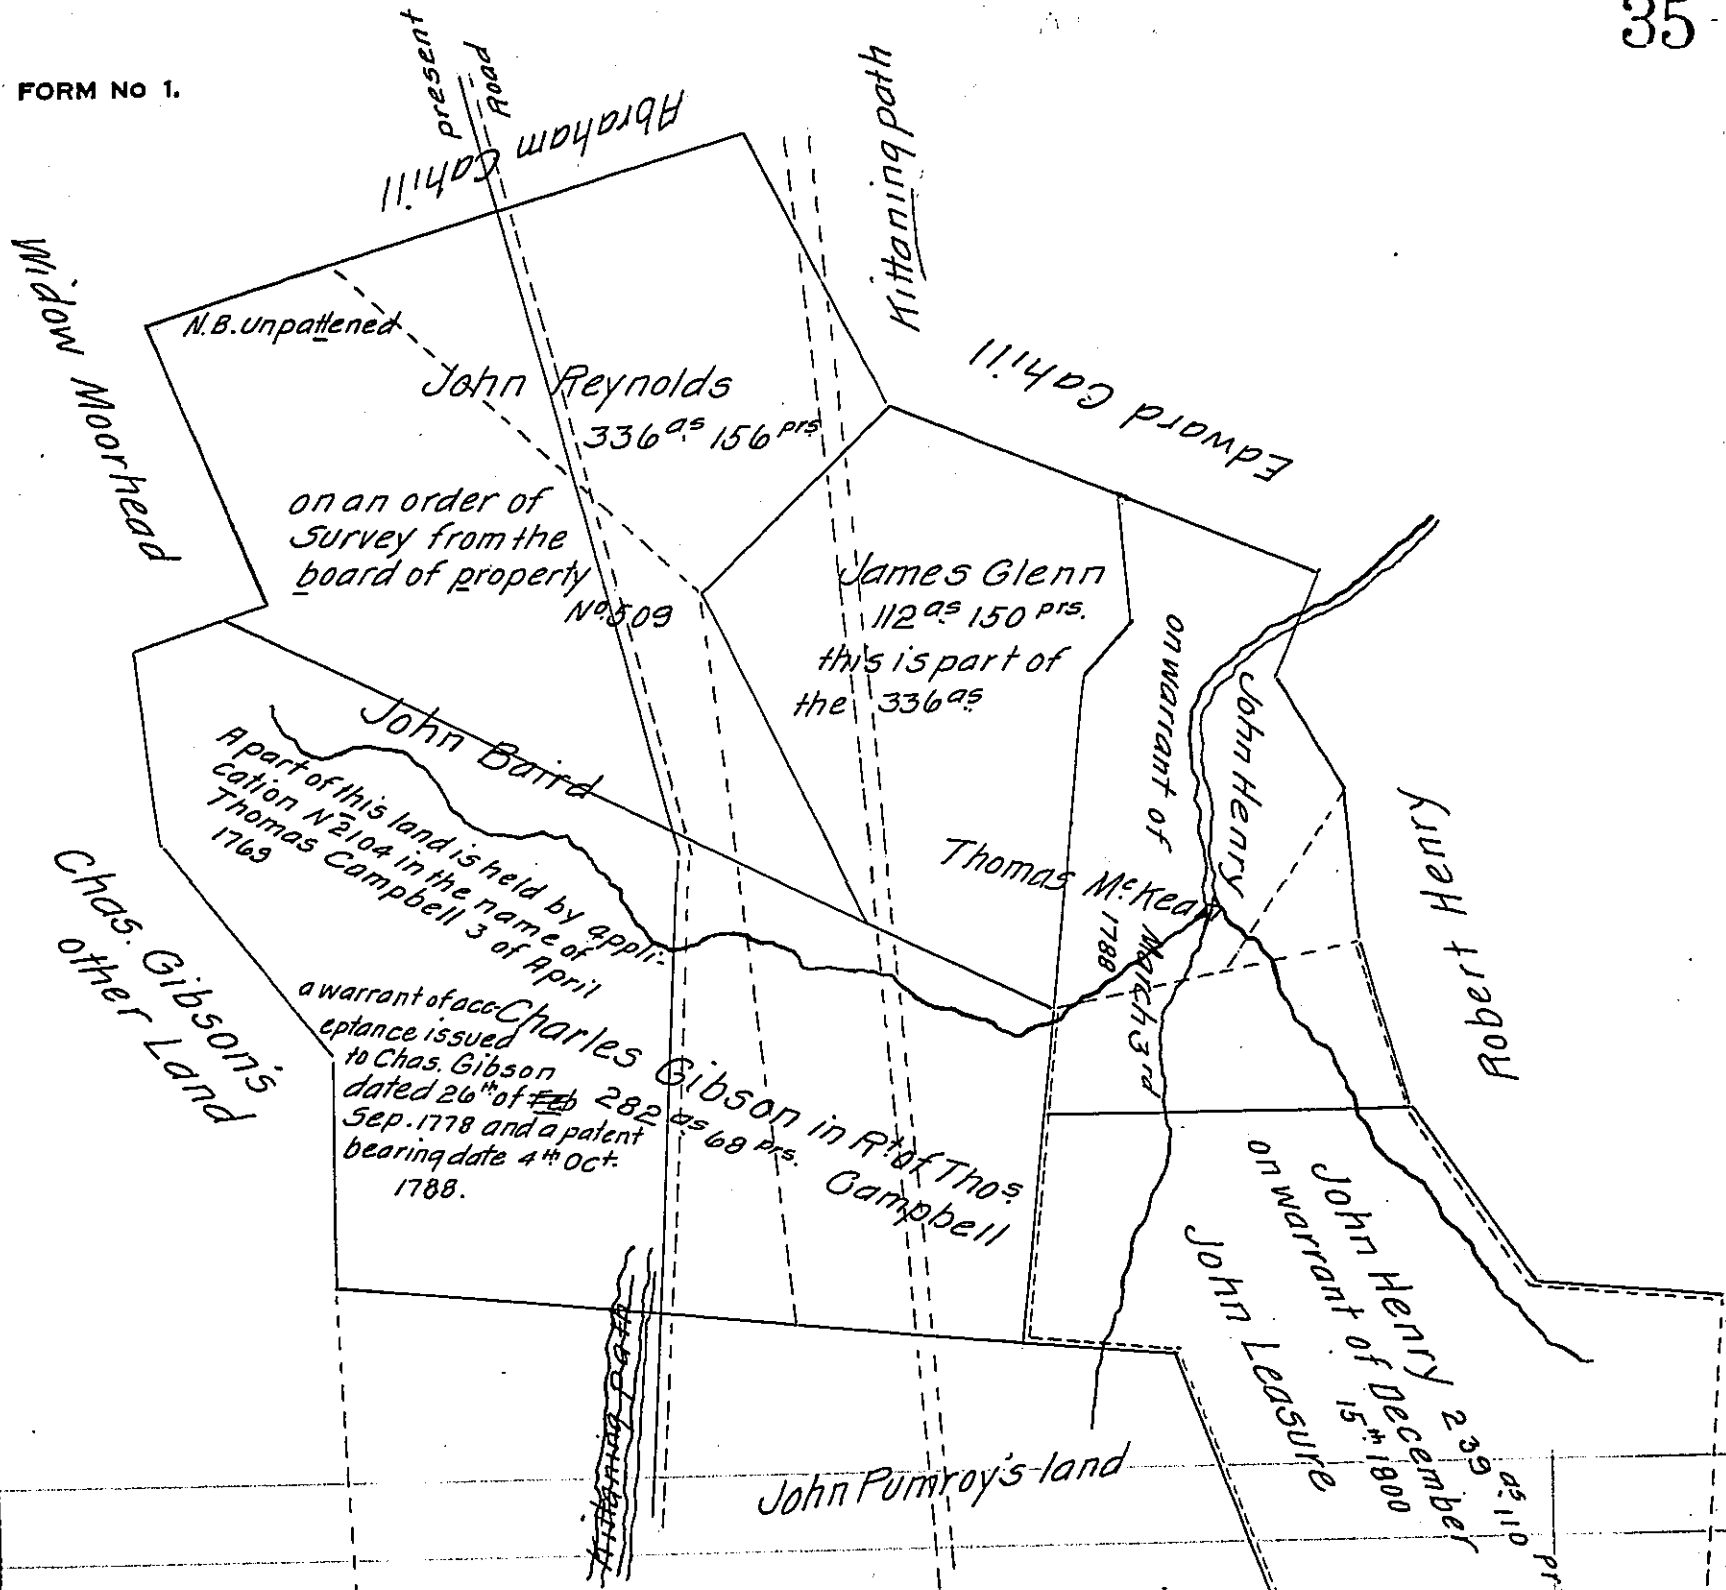 35
FORM NO 1.
present
Road
Abraham Cahill
Kittaning path
Widow Moorhead
N.B. unpattened
John Reynolds
336 as 156 prs
Edward Cahill
on an order of
Survey from the
board of property
No 509
James Glenn
112 as 150 prs.
this is part of
the 336 as
on warrant of March 3rd
1788
John Henry
John Baird
A part of this land is held by appli-
cation No 2104 in the name of
Thomas Campbell 3 of April
1769
Thomas McKean
Robert Henry
Chas. Gibson's
other Land
a warrant of acc-
eptance issued
to Chas. Gibson
dated 26th of Feb
Sep. 1778 and a patent
bearing date 4th Oct.
1788.
Charles Gibson in Rt of Thos
Campbell
282 as 68 prs.
John Henry 239 as 110 pr
on warrant of December
15th 1800
John Leasure
Kittaning path
John Pumroy's land